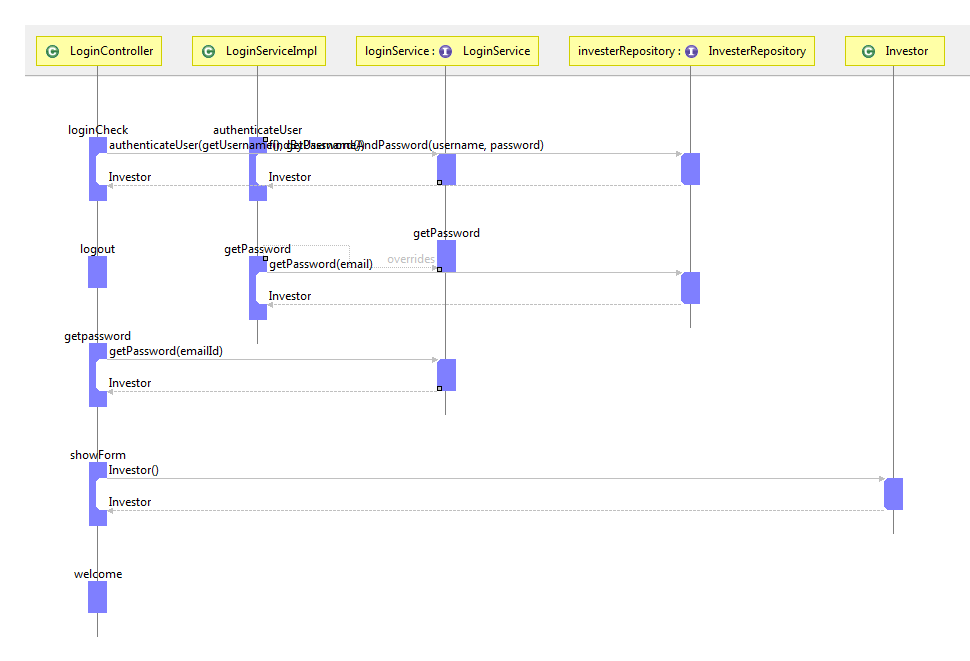 LoginController
LoginServiceImpl
loginService : LoginService
investerRepository : InvesterRepository
Investor
loginCheck
authenticateUser
authenticateUser(getUsername(), getPassword())
AndPassword(username, password)
Investor
Investor
getPassword
logout
getPassword
overrides
getPassword(email)
Investor
getpassword
getPassword(emailId)
Investor
showForm
Investor()
Investor
welcome